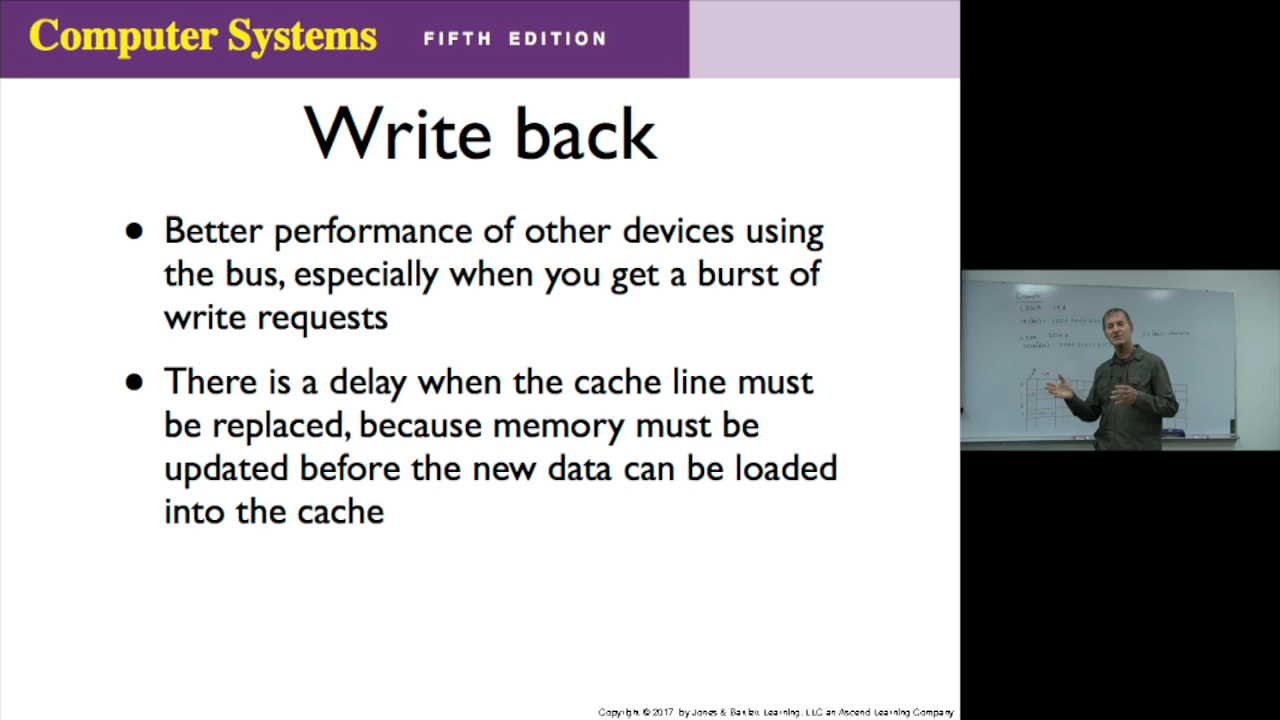 Computer Systems FIFTH EDITION
Write back
● Better performance of other devices using
the bus, especially when you get a burst of
write requests
● There is a delay when the cache line must
be replaced, because memory must be
updated before the new data can be loaded
into the cache
Copyright © 2017 by Jones & Bartlett Learning, LLC an Ascend Learning Company
Example